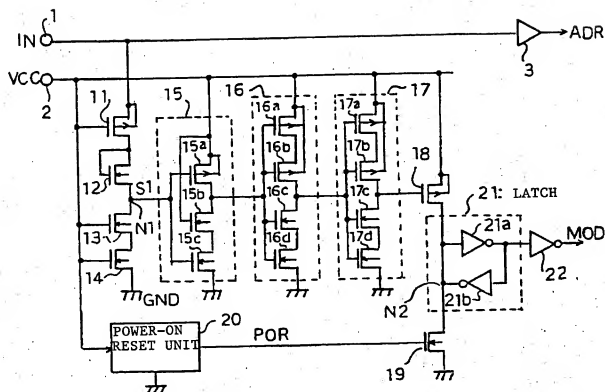 1
IN
3
ADR
VCC
2
11
15
16
17
16a
17a
15a
18
12
S1
16b
17b
15b
21: LATCH
21a
N1
16c
17c
MOD
13
15c
16d
17d
22
14
21b
GND
N2
20
POWER-ON
RESET UNIT
POR
19